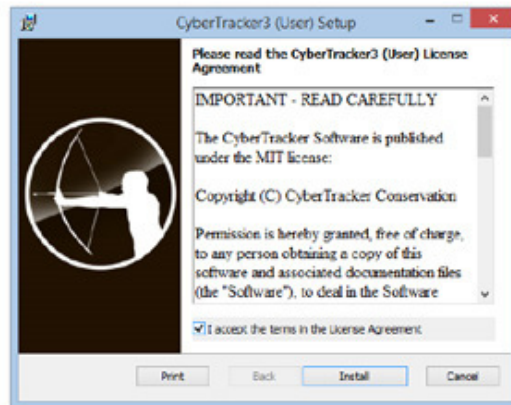 CyberTracker3 (User) Setup
Please read the CyberTracker3 (User) License
Agreement
IMPORTANT - READ CAREFULLY
The CyberTracker Software is published
under the MIT license:
Copyright (C) CyberTracker Conservation
Permission is hereby granted, free of charge,
to any person obtaining a copy of this
software and associated documentation files
(the "Software"), to deal in the Software
I accept the terms in the License Agreement
Print Back Install Cancel